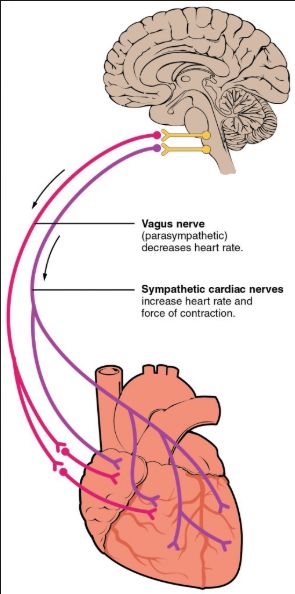 Vagus nerve
(parasympathetic)
decreases heart rate.
Sympathetic cardiac nerves
increase heart rate and
force of contraction.